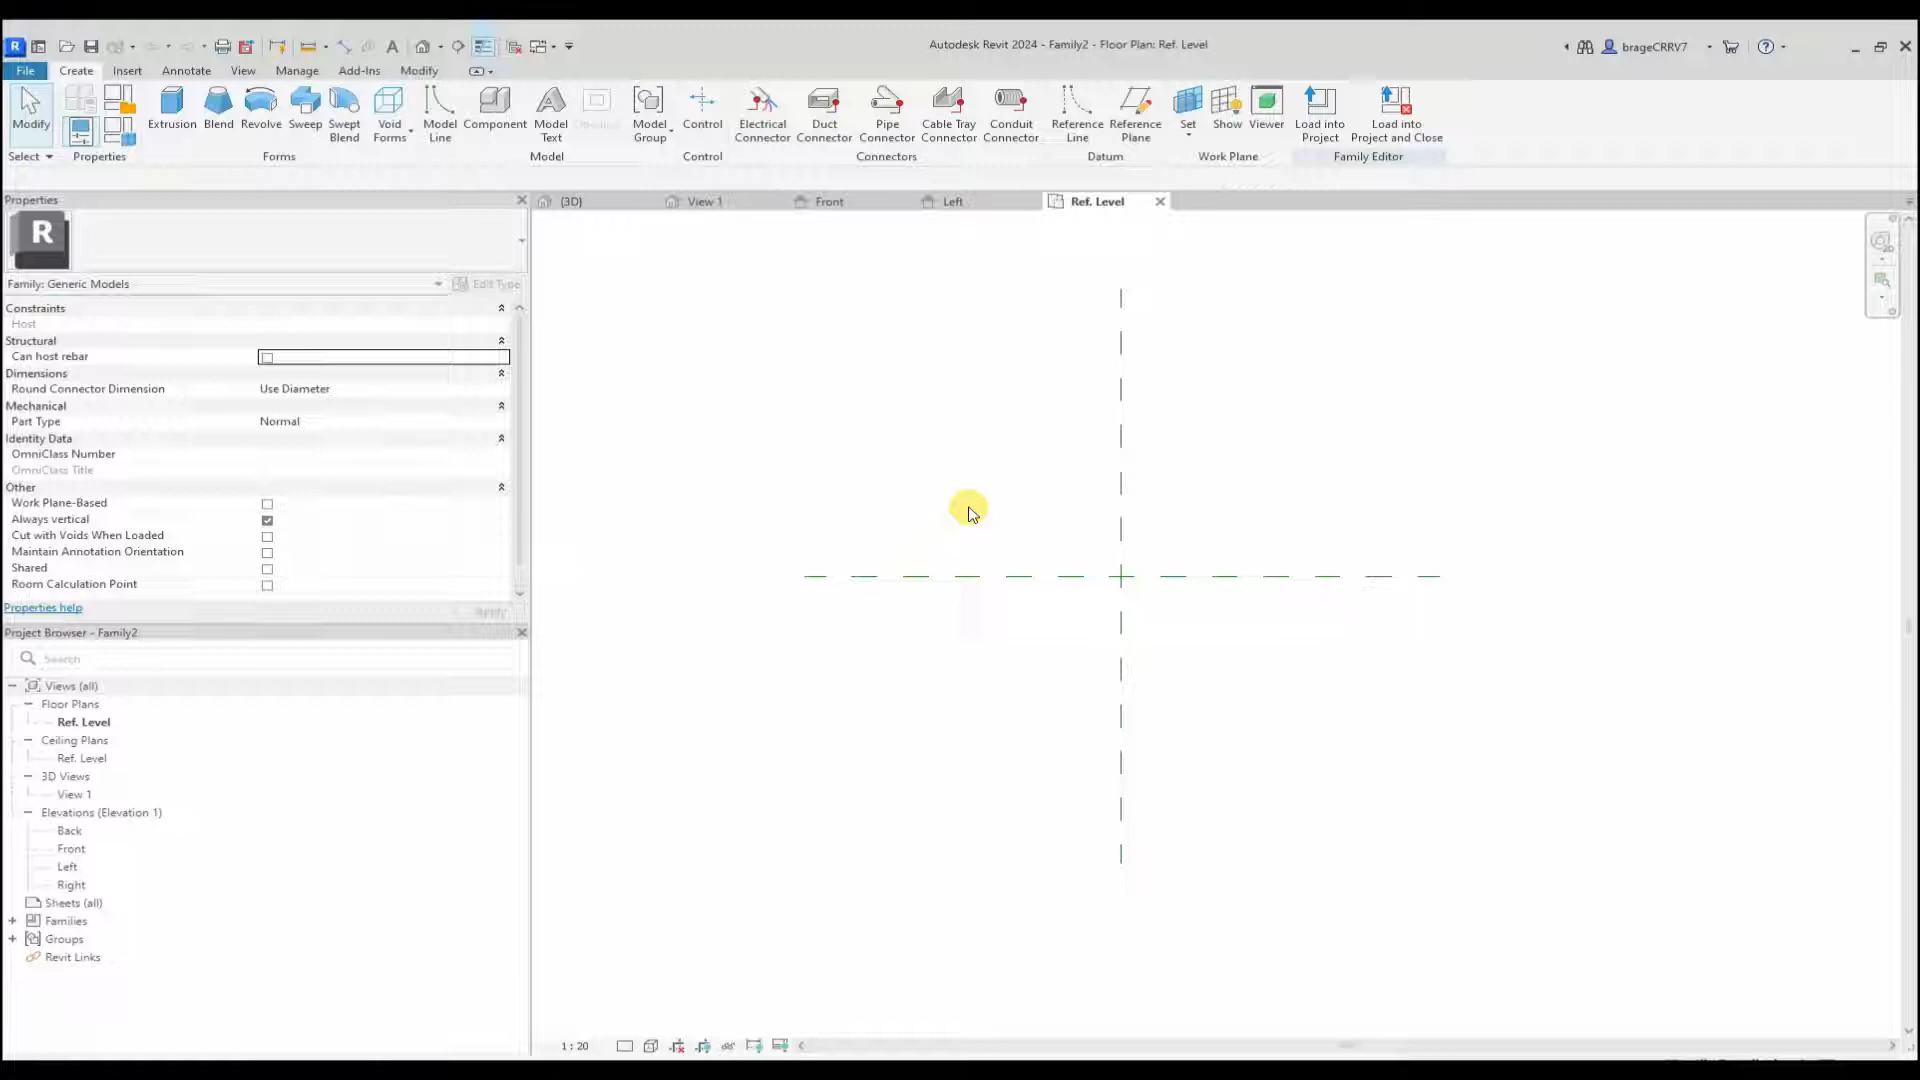 Autodesk Revit 2024 - Family2 - Floor Plan: Ref. Level
brageCRRV7
File Create Insert Annotate View Manage Add-Ins Modify
Modify
Extrusion Blend Revolve Sweep Swept Blend Void Forms
Model Line Component Model Text Model Group Control
Electrical Connector Duct Connector Pipe Connector Cable Tray Connector Conduit Connector
Reference Line Reference Plane Set Show Viewer Load into Project Load into Project and Close
Select Properties Forms Model Control Connectors Datum Work Plane Family Editor
Properties
(3D) View 1 Front Left Ref. Level
R
Family: Generic Models Edit Type
Constraints
Host
Structural
Can host rebar
Dimensions
Round Connector Dimension Use Diameter
Mechanical
Part Type Normal
Identity Data
OmniClass Number
OmniClass Title
Other
Work Plane-Based
Always vertical
Cut with Voids When Loaded
Maintain Annotation Orientation
Shared
Room Calculation Point
Properties help Apply
Project Browser - Family2
Search
Views (all)
Floor Plans
Ref. Level
Ceiling Plans
Ref. Level
3D Views
View 1
Elevations (Elevation 1)
Back
Front
Left
Right
Sheets (all)
Families
Groups
Revit Links
1 : 20